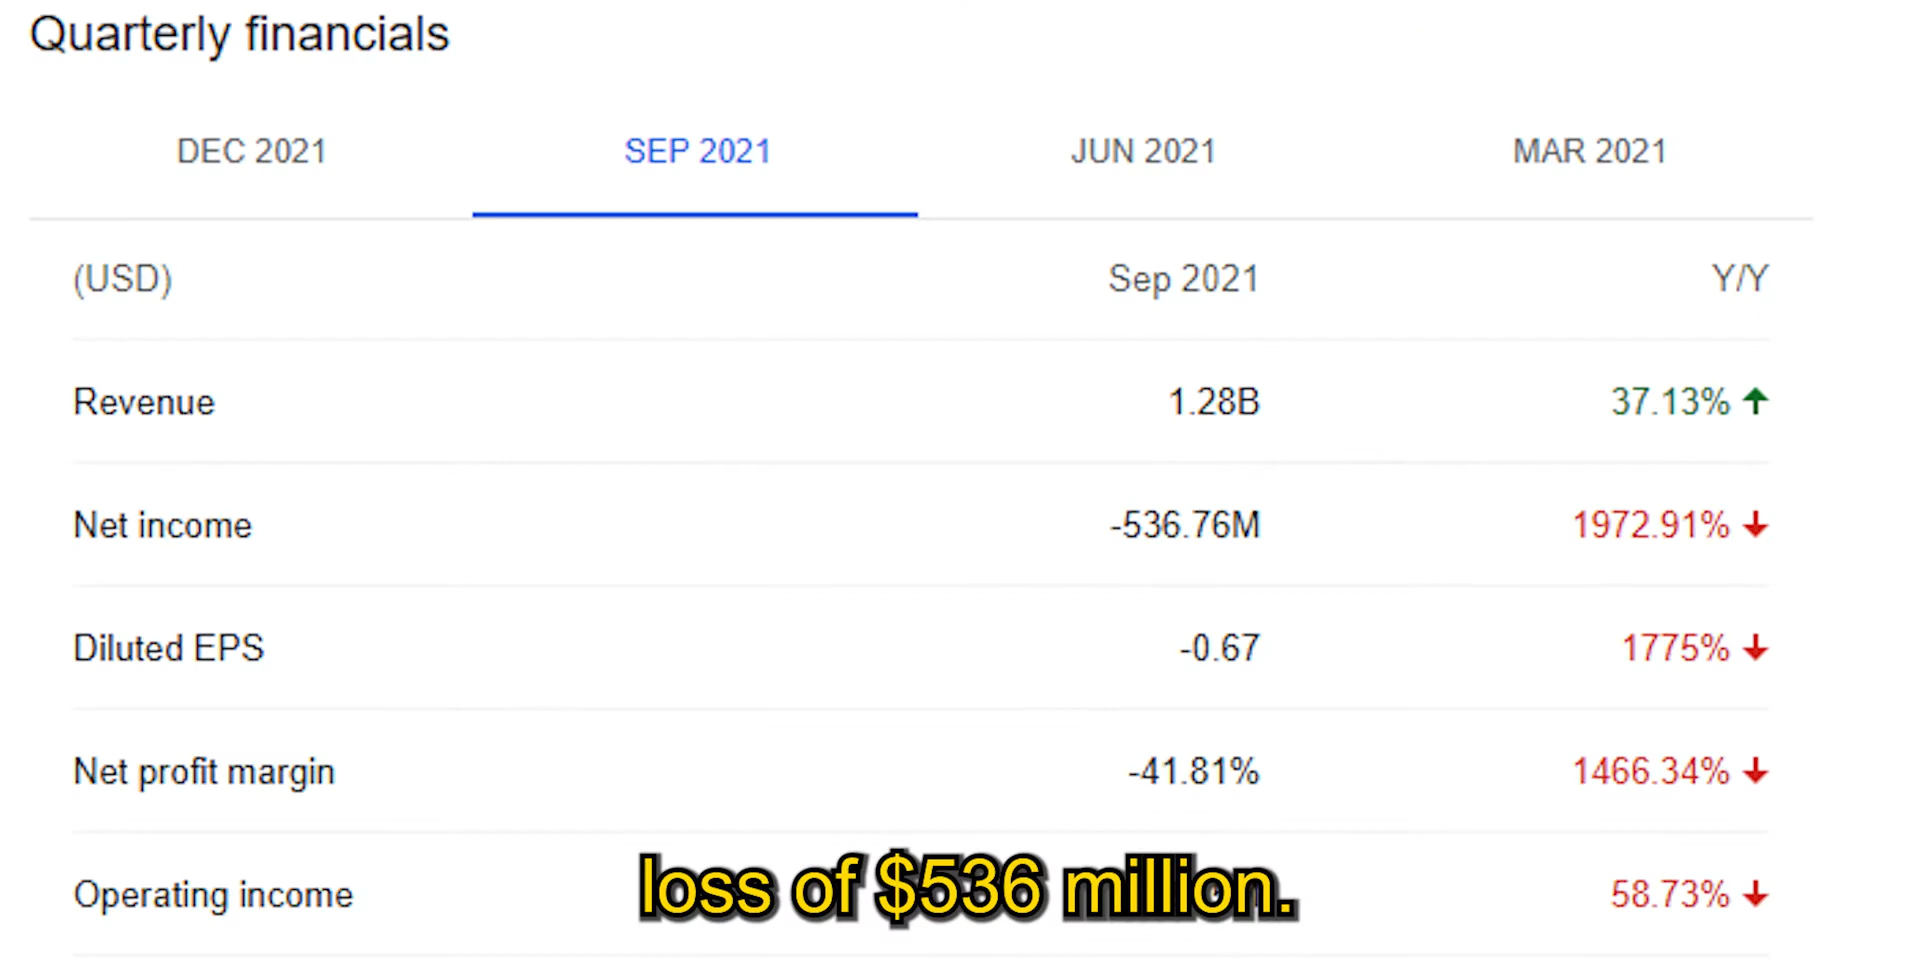 Quarterly financials
DEC 2021 SEP 2021 JUN 2021 MAR 2021
(USD) Sep 2021 Y/Y
Revenue 1.28B 37.13%
Net income -536.76M 1972.91%
Diluted EPS -0.67 1775%
Net profit margin -41.81% 1466.34%
Operating income 58.73%
loss of $536 million.